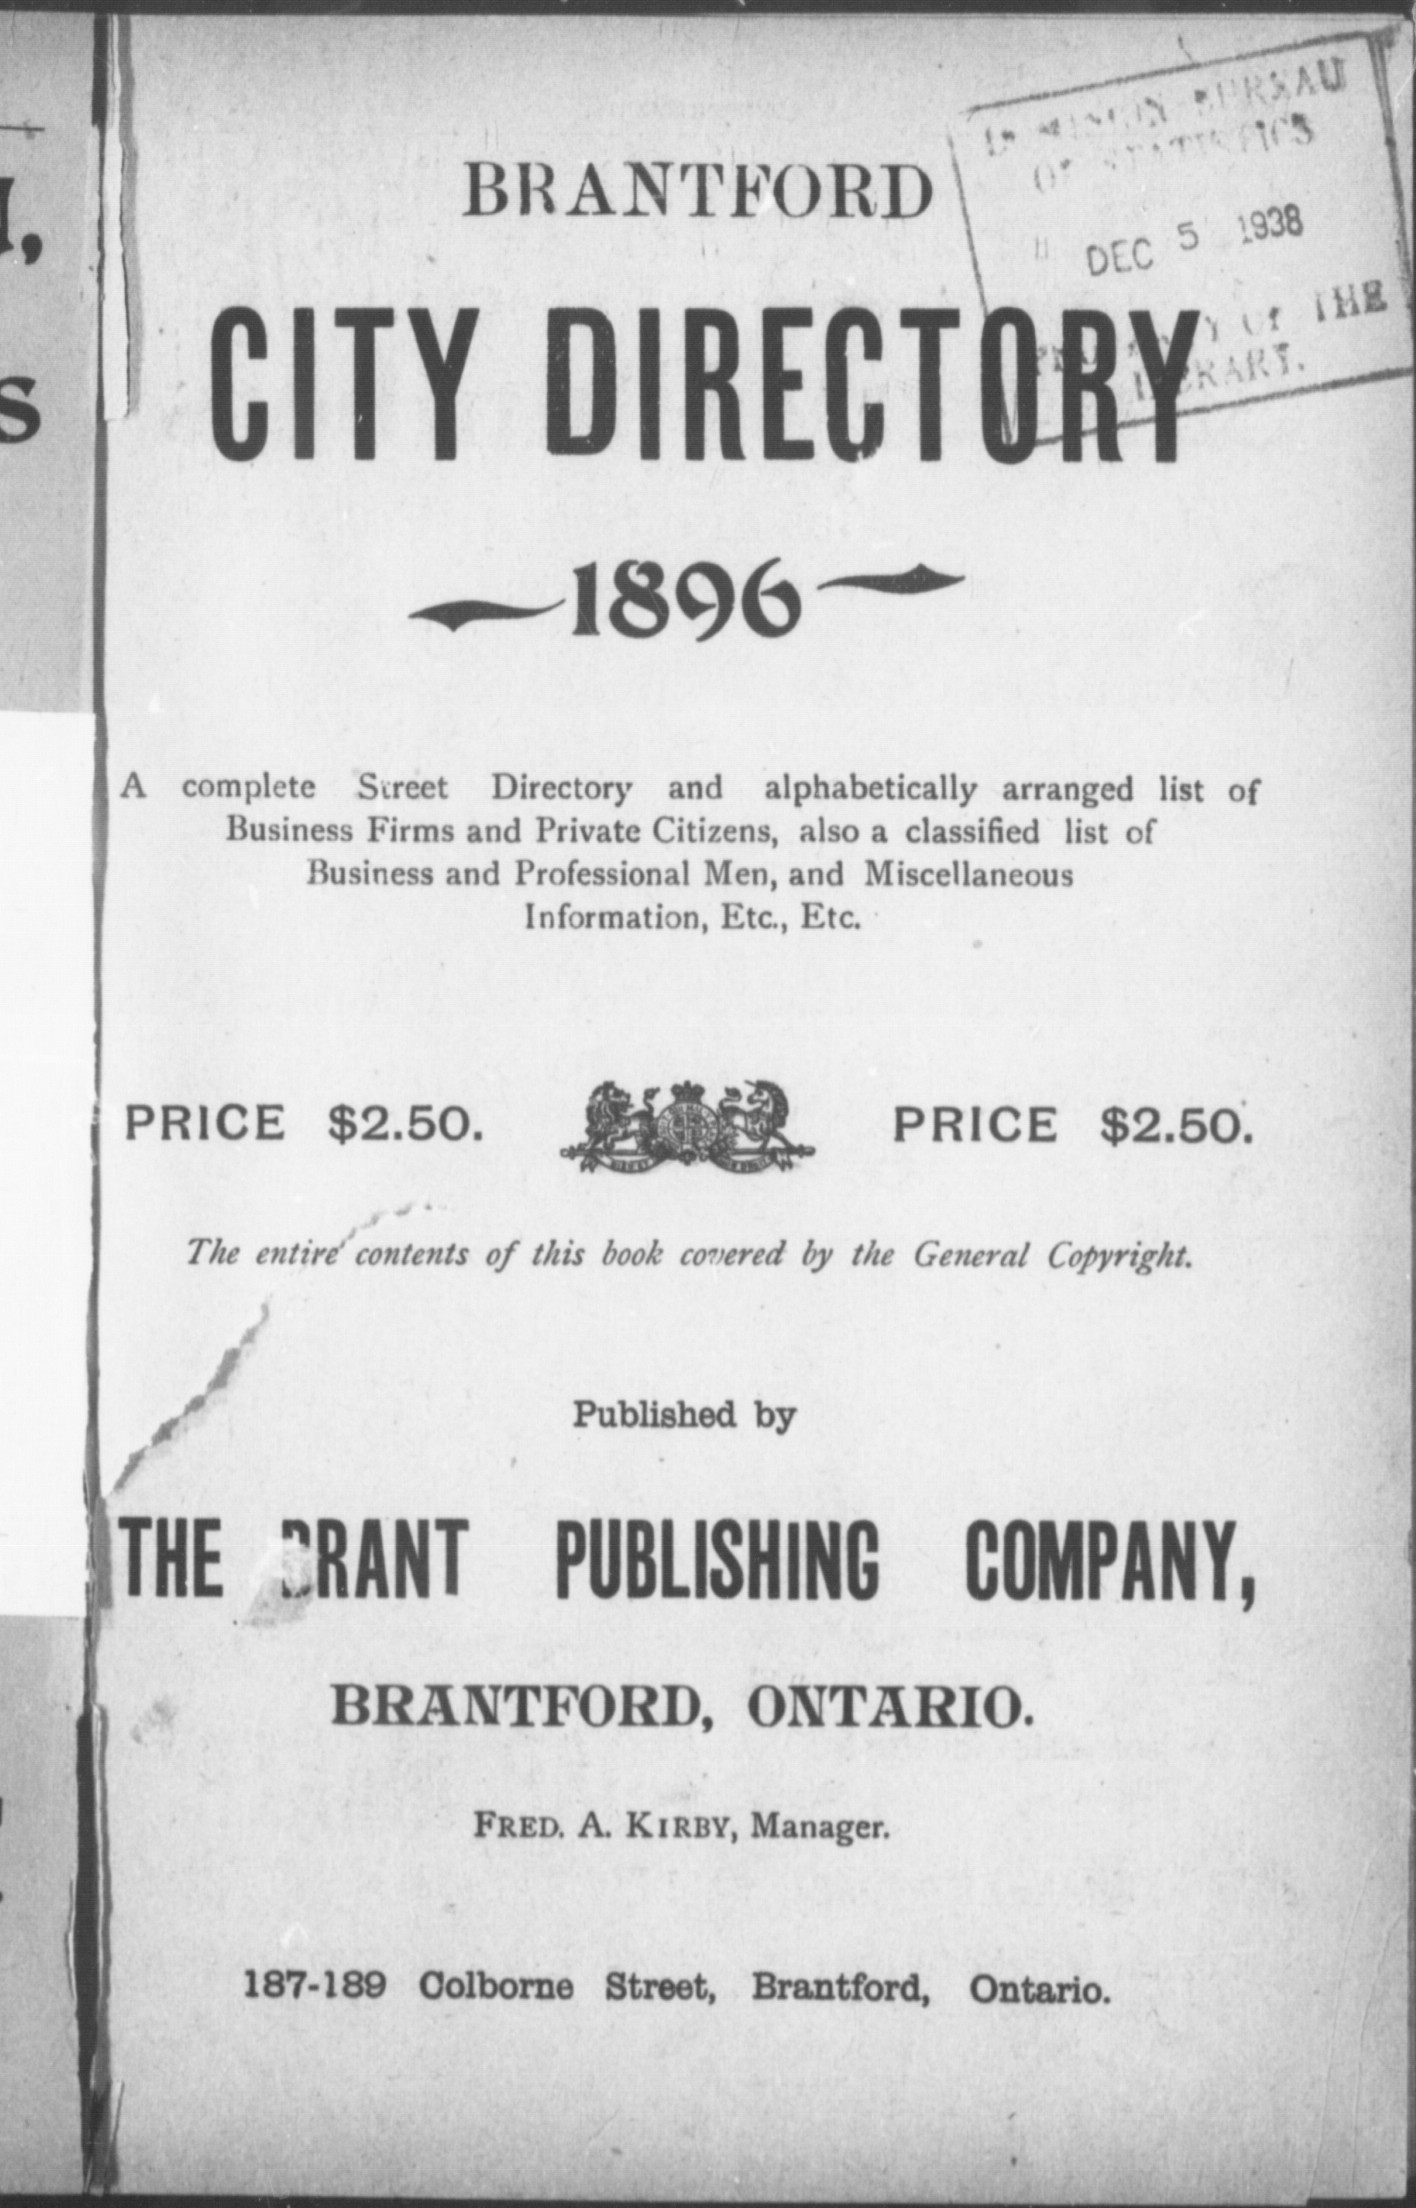 BRANTFORD
BUREAU
DEC 5 1938
THE
LIBRARY.
CITY DIRECTORY
1896
A complete Street Directory and alphabetically arranged list of
Business Firms and Private Citizens, also a classified list of
Business and Professional Men, and Miscellaneous
Information, Etc., Etc.
PRICE $2.50. PRICE $2.50.
The entire contents of this book covered by the General Copyright.
Published by
THE BRANT PUBLISHING COMPANY,
BRANTFORD, ONTARIO.
FRED. A. KIRBY, Manager.
187-189 Colborne Street, Brantford, Ontario.